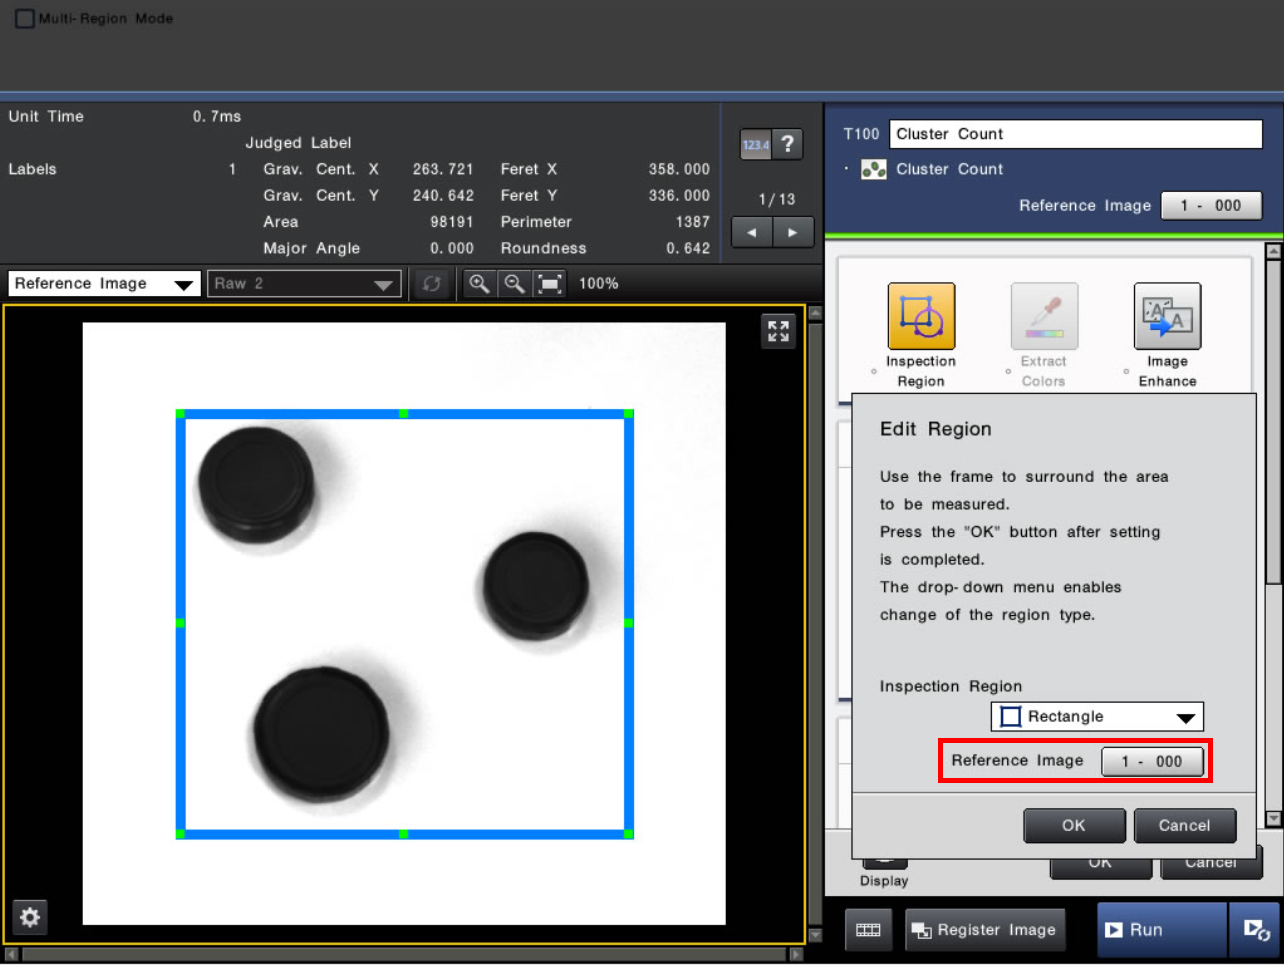 Multi-Region Mode
Unit Time 0.7ms
Judged Label
Labels 1 Grav. Cent. X 263.721 Feret X 358.000
Grav. Cent. Y 240.642 Feret Y 336.000
Area 98191 Perimeter 1387
Major Angle 0.000 Roundness 0.642
123.4 ?
1/13
T100 Cluster Count
Cluster Count
Reference Image 1 - 000
Reference Image Raw 2 100%
Inspection Region
Extract Colors
Image Enhance
Edit Region
Use the frame to surround the area
to be measured.
Press the "OK" button after setting
is completed.
The drop-down menu enables
change of the region type.
Inspection Region
Rectangle
Reference Image 1 - 000
OK Cancel
OK Cancel
Display
Register Image Run